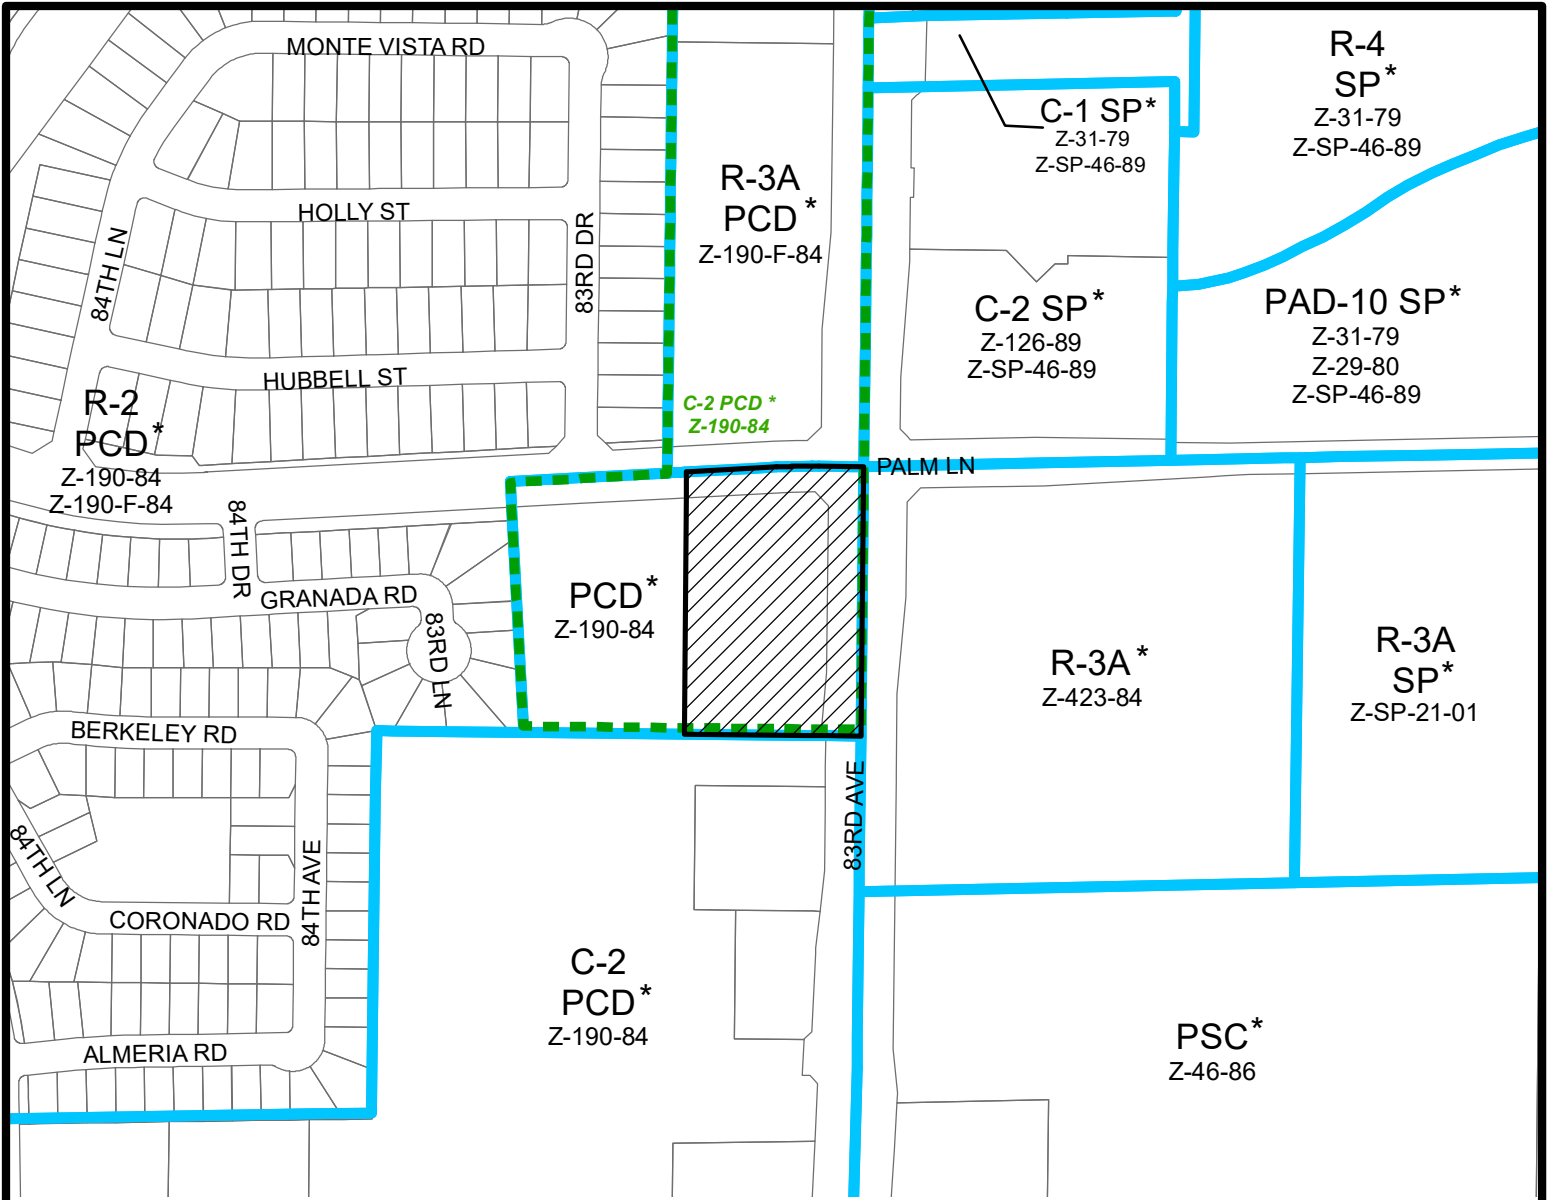 MONTE VISTA RD
R-4
SP*
Z-31-79
Z-SP-46-89
C-1 SP*
Z-31-79
Z-SP-46-89
R-3A
PCD*
Z-190-F-84
HOLLY ST
84TH LN
83RD DR
C-2 SP*
Z-126-89
Z-SP-46-89
PAD-10 SP*
Z-31-79
Z-29-80
Z-SP-46-89
HUBBELL ST
C-2 PCD *
Z-190-84
R-2
PCD*
Z-190-84
Z-190-F-84
PALM LN
84TH DR
GRANADA RD
83RD LN
PCD*
Z-190-84
R-3A*
Z-423-84
R-3A
SP*
Z-SP-21-01
BERKELEY RD
83RD AVE
84TH LN
84TH AVE
CORONADO RD
C-2
PCD*
Z-190-84
ALMERIA RD
PSC*
Z-46-86